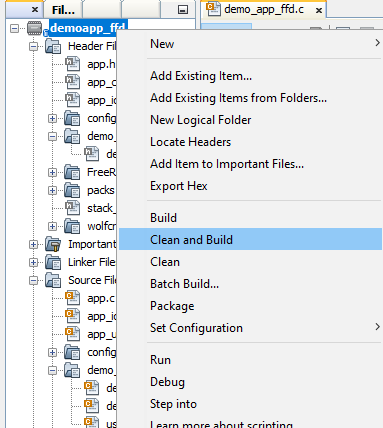 Fil...
demo_app_ffd.c
demoapp_ffd
Header Fil
app.h
app_c
app_id
config
demo_
de
FreeR
packs
stack_
wolfcr
Important
Linker Files
Source File
app.c
app_id
app_u
config
demo_
de
de
us
New
Add Existing Item...
Add Existing Items from Folders...
New Logical Folder
Locate Headers
Add Item to Important Files...
Export Hex
Build
Clean and Build
Clean
Batch Build...
Package
Set Configuration
Run
Debug
Step into
Learn more about scripting